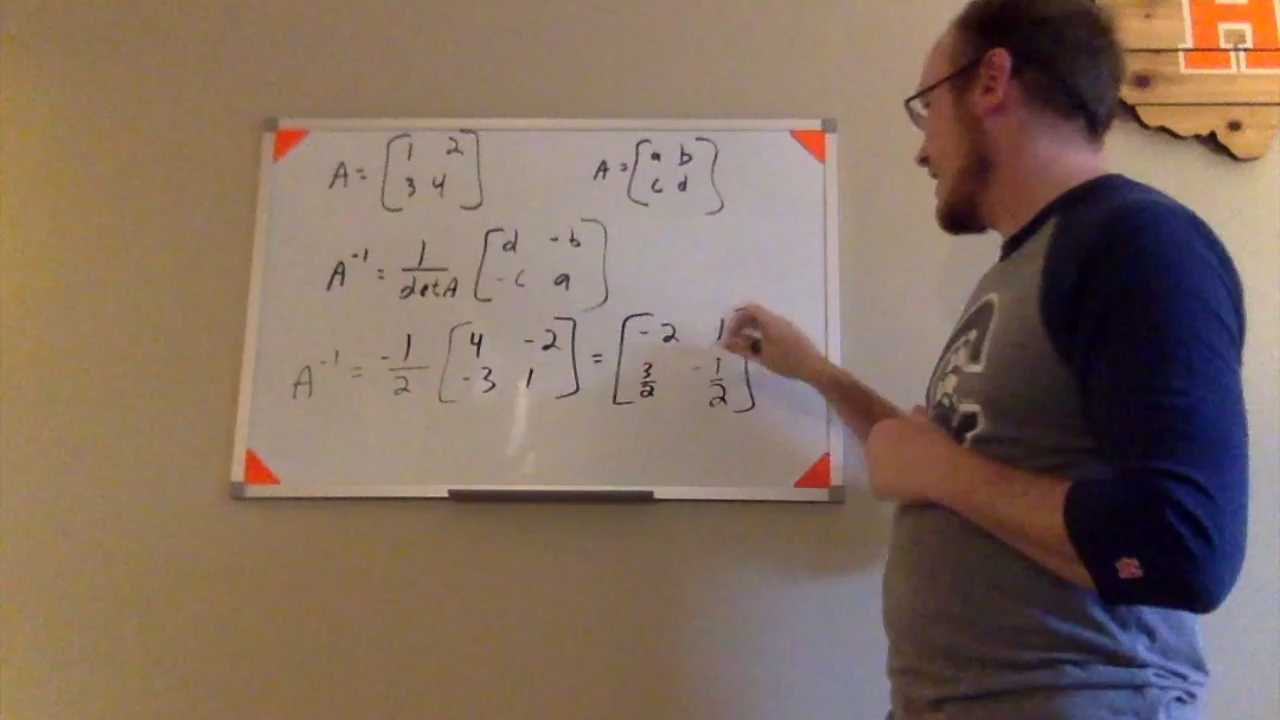 A = [1 2; 3 4]    A = [a b; c d]
A⁻¹ = 1/detA [d -b; -c a]
A⁻¹ = -1/2 [4 -2; -3 1] = [-2 1; 3/2 -1/2]
H